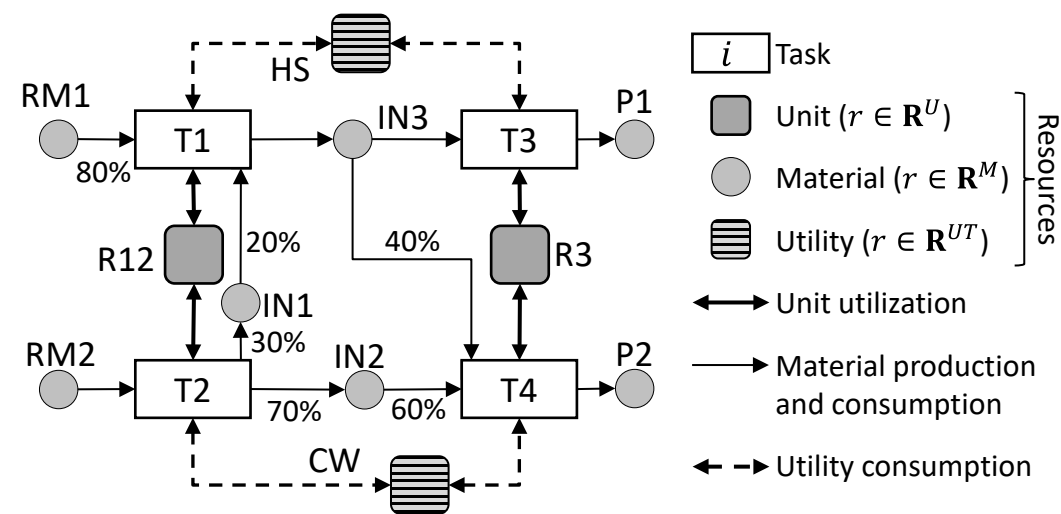 HS
RM1
IN3
P1
T1
T3
80%
R12
20%
40%
R3
IN1
RM2
30%
IN2
P2
T2
T4
70%
60%
CW
i
Task
Unit (r ∈ R^U)
Material (r ∈ R^M)
Utility (r ∈ R^{UT})
Resources
Unit utilization
Material production
and consumption
Utility consumption